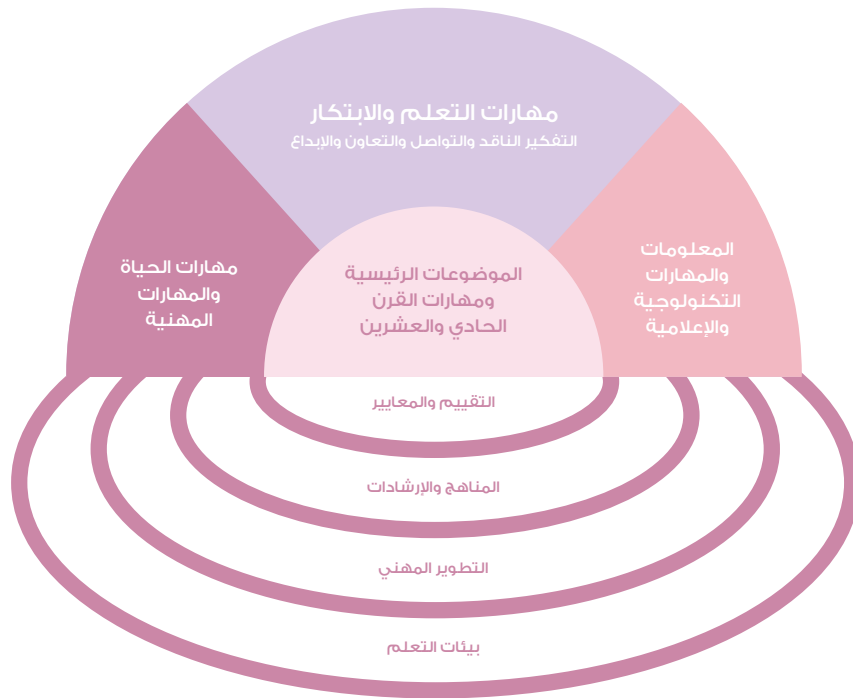 مهارات التعلم والابتكار
التفكير الناقد والتواصل والتعاون والإبداع
المعلومات
والمهارات
التكنولوجية
والإعلامية
الموضوعات الرئيسية
ومهارات القرن
الحادي والعشرين
مهارات الحياة
والمهارات
المهنية
التقييم والمعايير
المناهج والإرشادات
التطوير المهني
بيئات التعلم